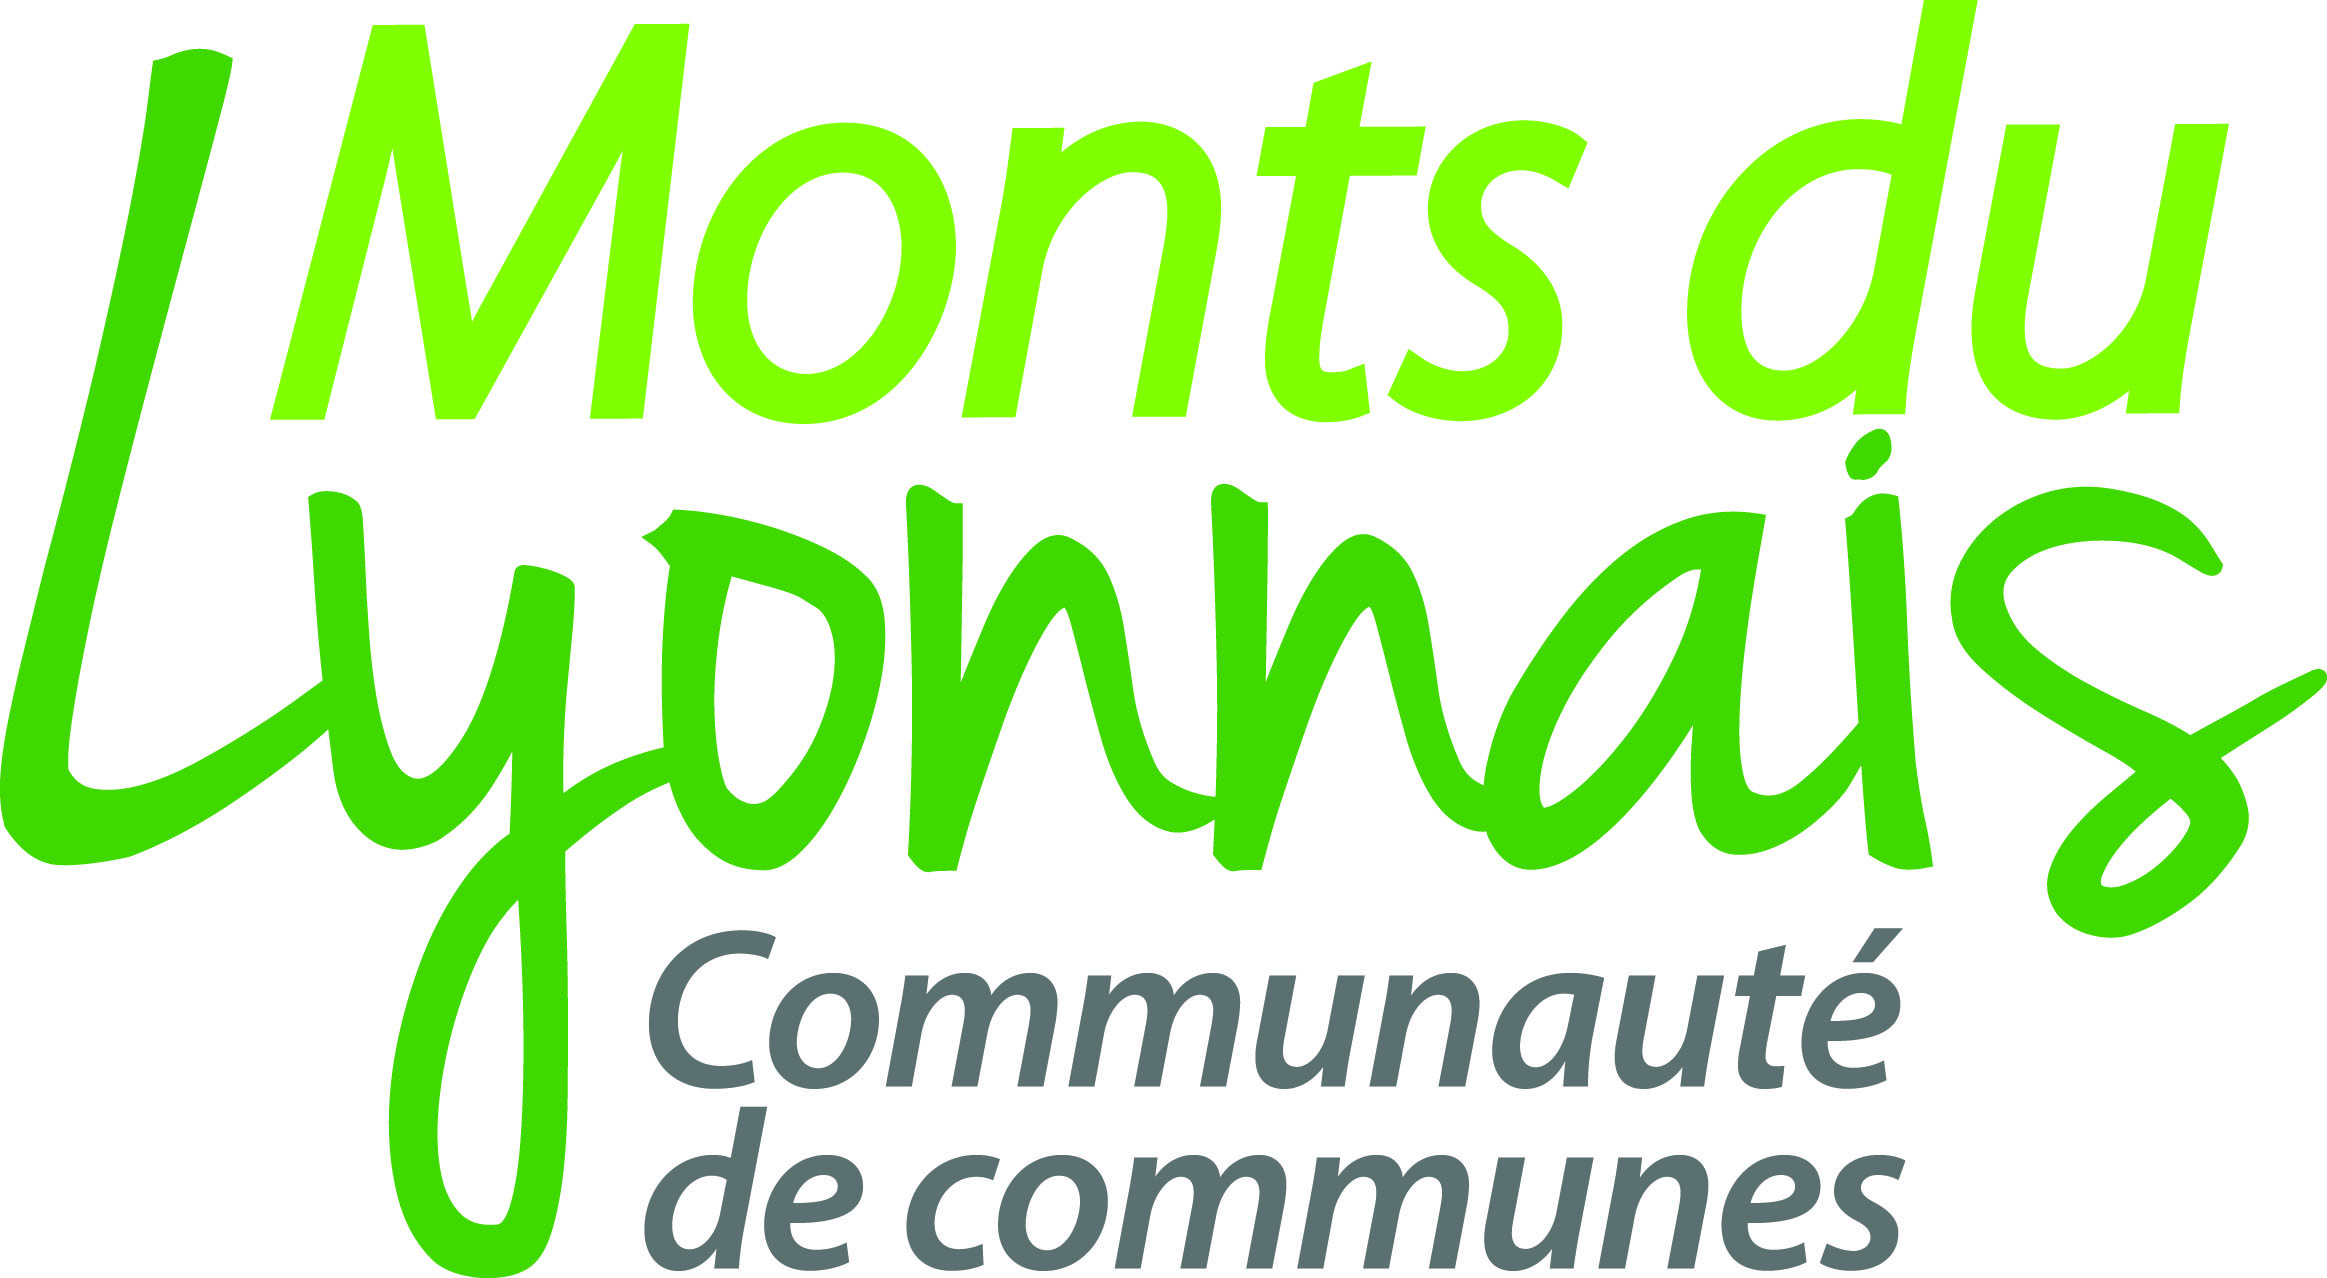 Monts du
Lyonnais
Communauté
de communes